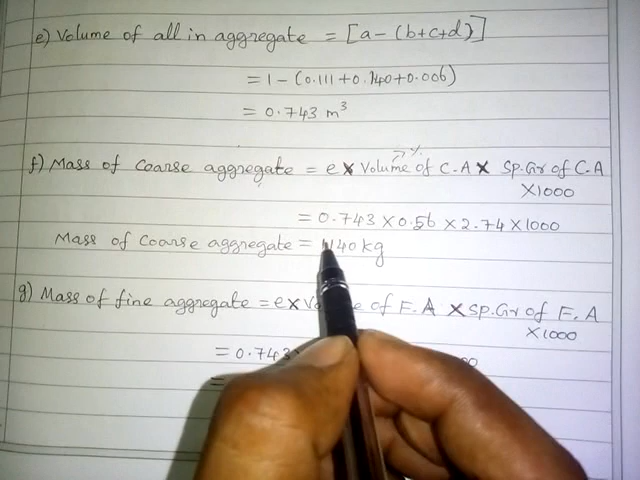 e) Volume of all in aggregate = [a - (b+c+d)]
= 1 - (0.111 + 0.140 + 0.006)
= 0.743 m³
%
f) Mass of Coarse aggregate = e × Volume of C.A × Sp.Gr of C.A
×1000
= 0.743 × 0.56 × 2.74 × 1000
Mass of Coarse aggregate = 1140 kg
g) Mass of fine aggregate = e × of F.A × Sp.Gr of F.A
×1000
= 0.743
=